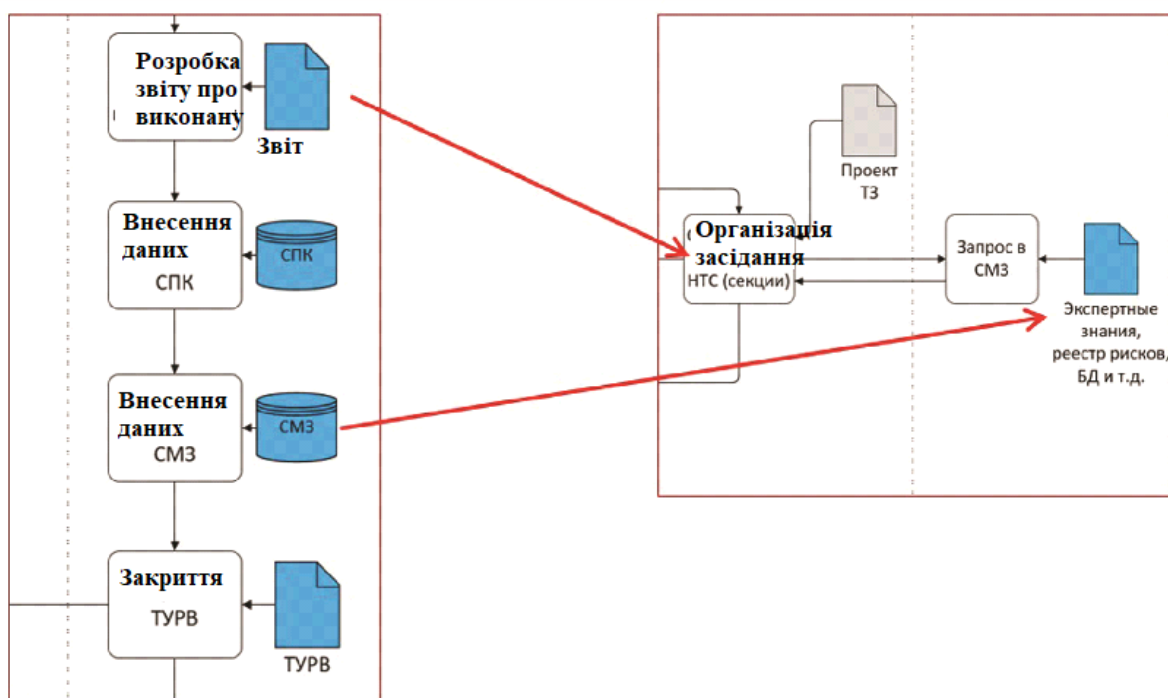 Розробка
звіту про
виконану
Звіт
Внесення
даних
СПК
СПК
Внесення
даних
СМЗ
СМЗ
Закриття
ТУРВ
ТУРВ
Проект
ТЗ
Організація
засідання
НТС (секции)
Запрос в
СМЗ
Экспертные
знания,
реестр рисков,
БД и т.д.